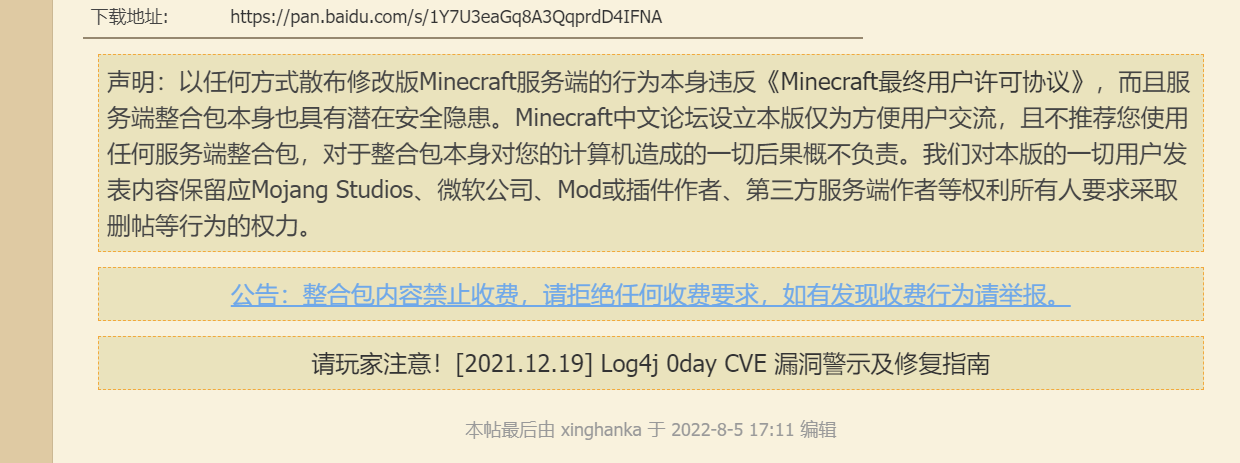 下载地址: https://pan.baidu.com/s/1Y7U3eaGq8A3QqprdD4IFNA
声明：以任何方式散布修改版Minecraft服务端的行为本身违反《Minecraft最终用户许可协议》，而且服
务端整合包本身也具有潜在安全隐患。Minecraft中文论坛设立本版仅为方便用户交流，且不推荐您使用
任何服务端整合包，对于整合包本身对您的计算机造成的一切后果概不负责。我们对本版的一切用户发
表内容保留应Mojang Studios、微软公司、Mod或插件作者、第三方服务端作者等权利所有人要求采取
删帖等行为的权力。
公告：整合包内容禁止收费，请拒绝任何收费要求，如有发现收费行为请举报。
请玩家注意！[2021.12.19] Log4j 0day CVE 漏洞警示及修复指南
本帖最后由 xinghanka 于 2022-8-5 17:11 编辑